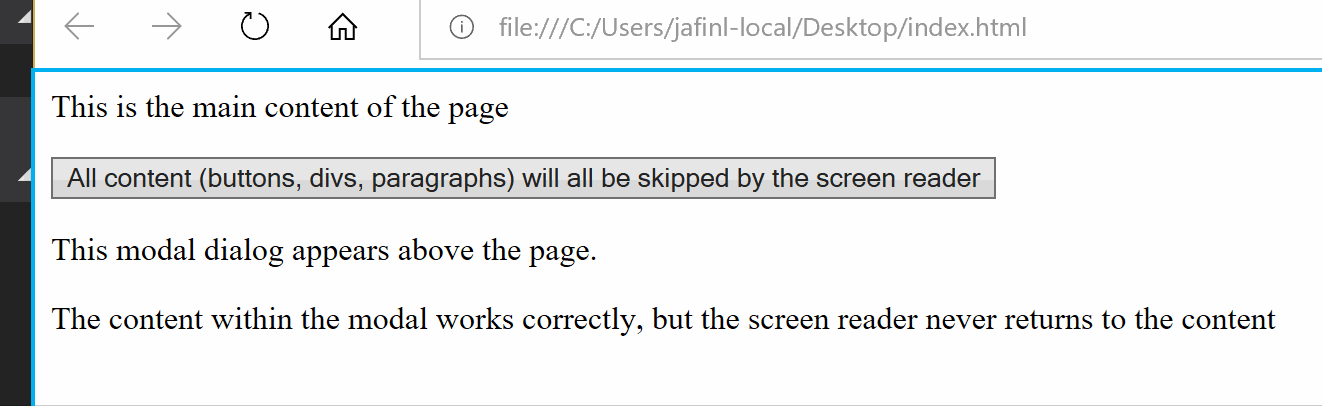 file:///C:/Users/jafinl-local/Desktop/index.html
This is the main content of the page
All content (buttons, divs, paragraphs) will all be skipped by the screen reader
This modal dialog appears above the page.
The content within the modal works correctly, but the screen reader never returns to the content